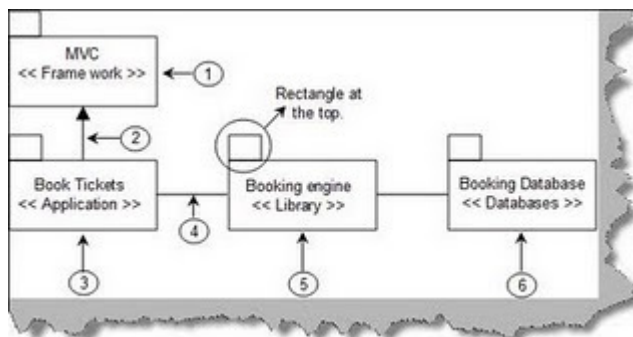 MVC
<< Frame work >>
1
Rectangle at
the top.
2
Book Tickets
<< Application >>
Booking engine
<< Library >>
Booking Database
<< Databases >>
4
3
5
6